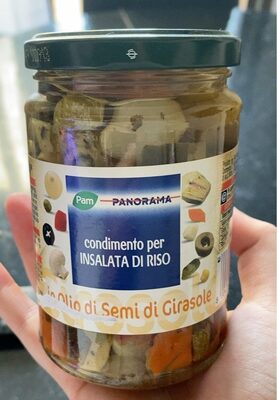 Pam PANORAMA
condimento per
INSALATA DI RISO
in Olio di Semi di Girasole